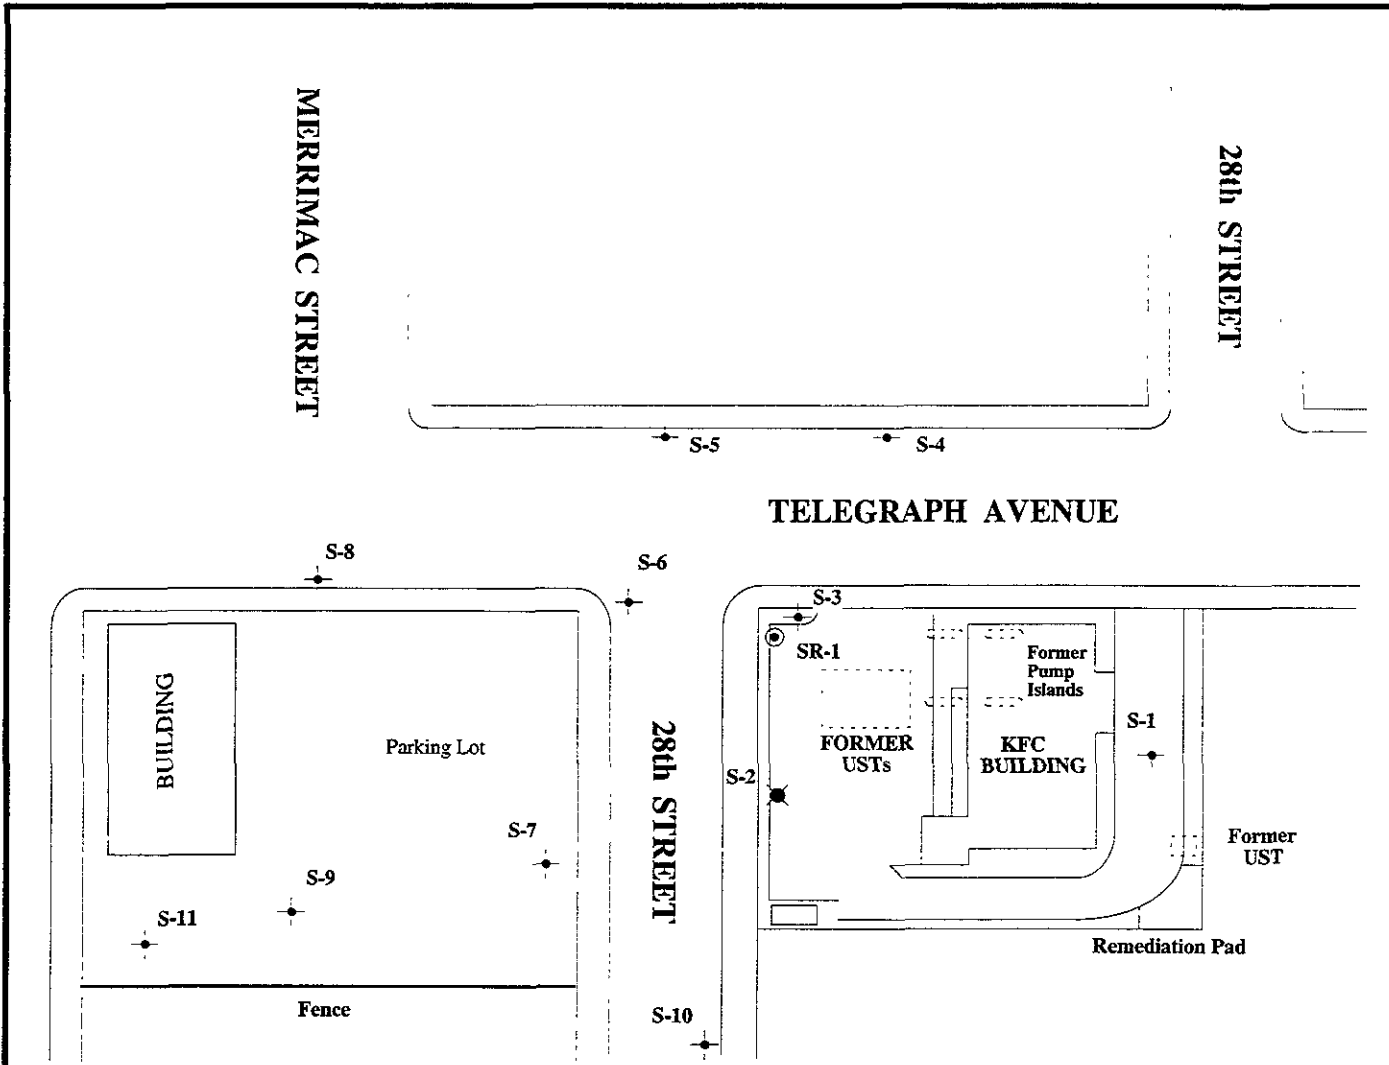 MERRIMAC STREET
28th STREET
S-5
S-4
TELEGRAPH AVENUE
S-8
S-6
S-3
SR-1
Former
Pump
Islands
BUILDING
Parking Lot
28th STREET
S-2
FORMER
USTs
KFC
BUILDING
S-1
S-7
Former
UST
S-9
S-11
Remediation Pad
Fence
S-10